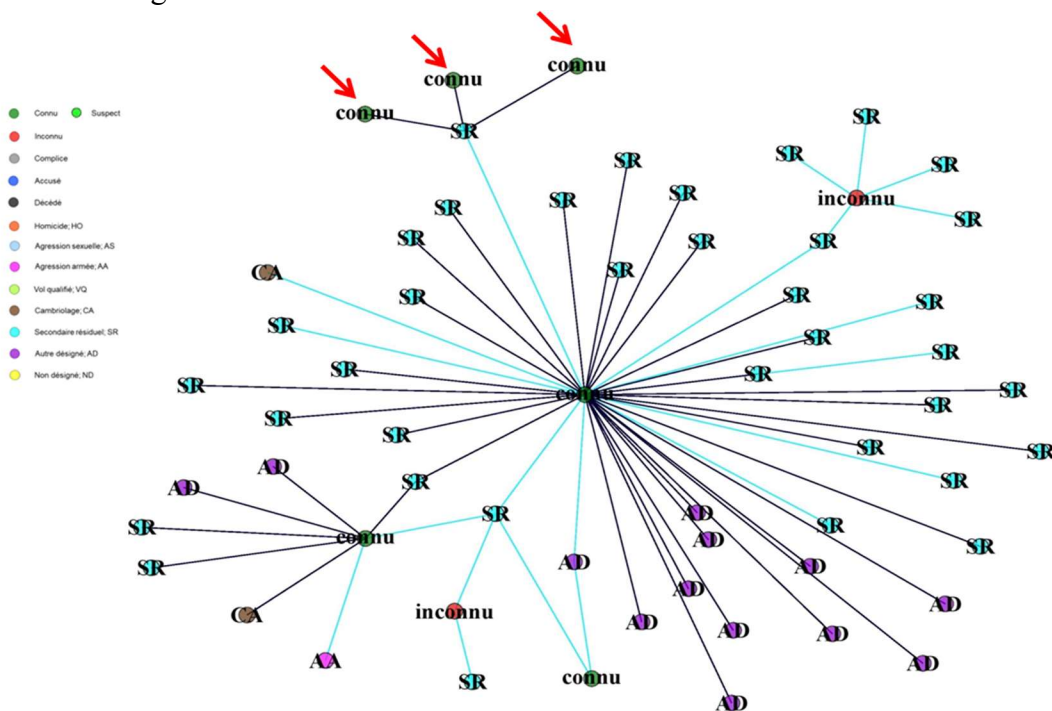 Connu Suspect
Inconnu
Complice
Accusé
Décédé
Homicide; HO
Agression sexuelle; AS
Agression armée; AA
Vol qualifié; VQ
Cambriolage; CA
Secondaire résiduel; SR
Autre désigné; AD
Non désigné; ND
connu
connu
connu
SR
SR
SR
SR
SR
SR
inconnu
SR
SR
SR
SR
SR
SR
SR
CA
SR
SR
SR
SR
SR
SR
SR
SR
SR
SR
connu
SR
SR
SR
SR
SR
AD
SR
SR
AD
AD
SR
SR
SR
connu
AD
SR
AD
AD
SR
AD
AD
inconnu
CA
AD
AD
AD
AA
AD
connu
SR
AD